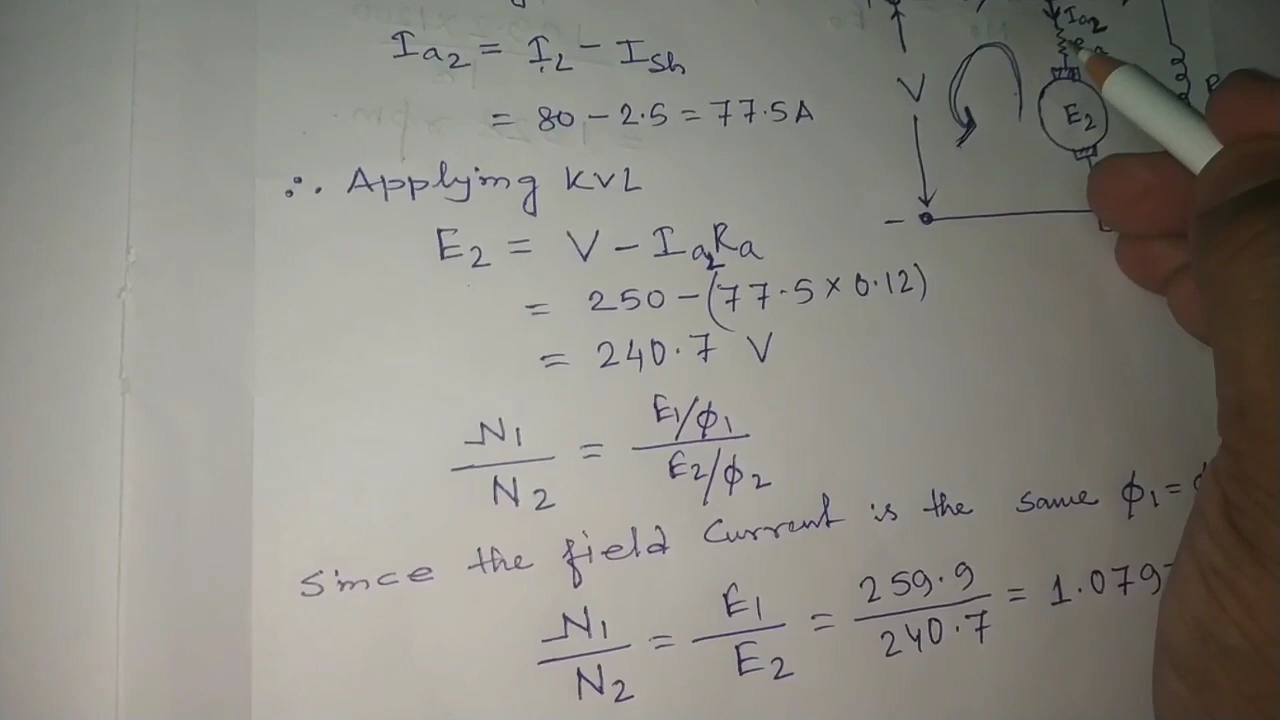 Ia2 = I2 - Ish
= 80 - 2.5 = 77.5A
∴ Applying KVL
E2 = V - Ia2Ra
= 250 - (77.5 × 0.12)
= 240.7 V
N1/N2 = E1/ϕ1 / E2/ϕ2
Since the field current is the same ϕ1 =
N1/N2 = E1/E2 = 259.9/240.7 = 1.079
Ia2
V
E2
-